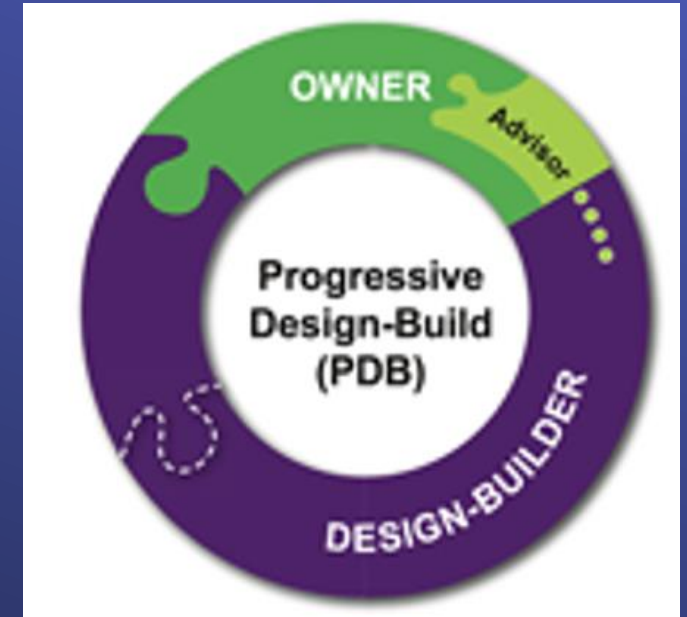 OWNER
Advisor
Progressive
Design-Build
(PDB)
DESIGN-BUILDER